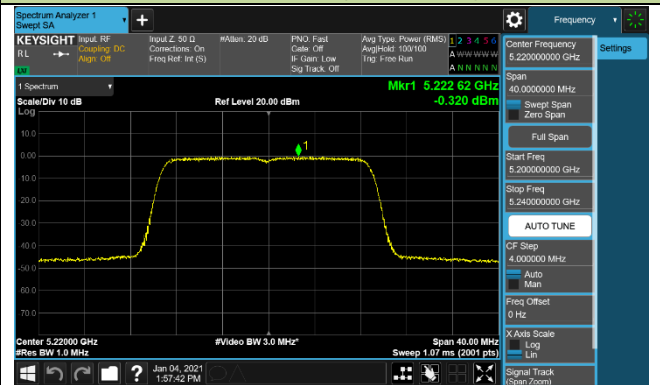 Spectrum Analyzer 1
Swept SA
Frequency
KEYSIGHT
RL
Input: RF
Coupling: DC
Align: Off
Input Z: 50 Ω
Corrections: On
Freq Ref: Int (S)
#Atten: 20 dB
PNO: Fast
Gate: Off
IF Gain: Low
Sig Track: Off
Avg Type: Power (RMS)
Avg|Hold: 100/100
Trig: Free Run
1 2 3 4 5 6
A W W W W W
A N N N N N
1 Spectrum
Scale/Div 10 dB
Log
Ref Level 20.00 dBm
Mkr1 5.222 62 GHz
-0.320 dBm
10.0
0.00
-10.0
-20.0
-30.0
-40.0
-50.0
-60.0
-70.0
1
Center 5.22000 GHz
#Res BW 1.0 MHz
#Video BW 3.0 MHz*
Span 40.00 MHz
Sweep 1.07 ms (2001 pts)
Jan 04, 2021
1:57:42 PM
Center Frequency
5.220000000 GHz
Span
40.0000000 MHz
Swept Span
Zero Span
Full Span
Start Freq
5.200000000 GHz
Stop Freq
5.240000000 GHz
AUTO TUNE
CF Step
4.000000 MHz
Auto
Man
Freq Offset
0 Hz
X Axis Scale
Log
Lin
Signal Track
(Span Zoom)
Settings